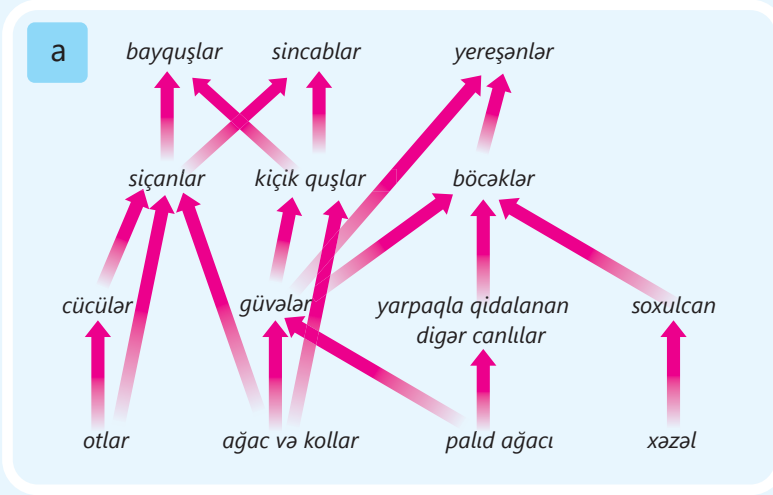 a
bayquşlar sincablar yereşənlər
siçanlar kiçik quşlar böcəklər
cücülər güvələr yarpaqla qidalanan soxulcan
digər canlılar
otlar ağac və kollar palıd ağacı xəzəl